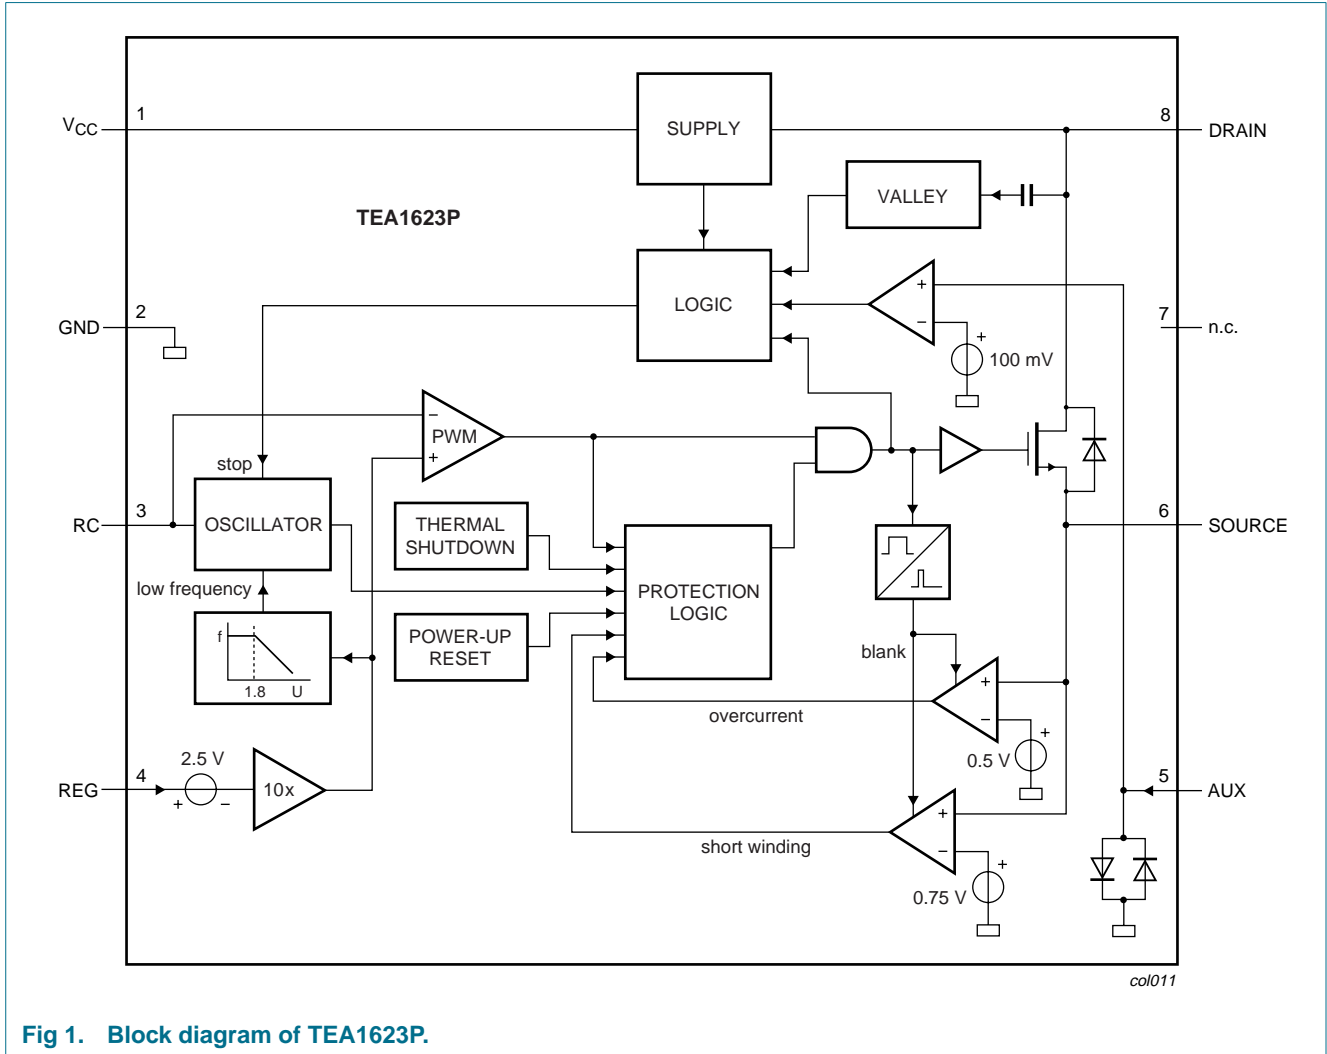 1
VCC
SUPPLY
8
DRAIN
VALLEY
TEA1623P
LOGIC
+
−
+
100 mV
2
GND
7
n.c.
−
PWM
+
stop
3
RC
OSCILLATOR
THERMAL
SHUTDOWN
6
SOURCE
low frequency
PROTECTION
LOGIC
f
1.8
U
POWER-UP
RESET
blank
+
−
+
overcurrent
0.5 V
2.5 V
4
REG
+
−
10x
5
AUX
+
−
+
short winding
0.75 V
col011
Fig 1. Block diagram of TEA1623P.